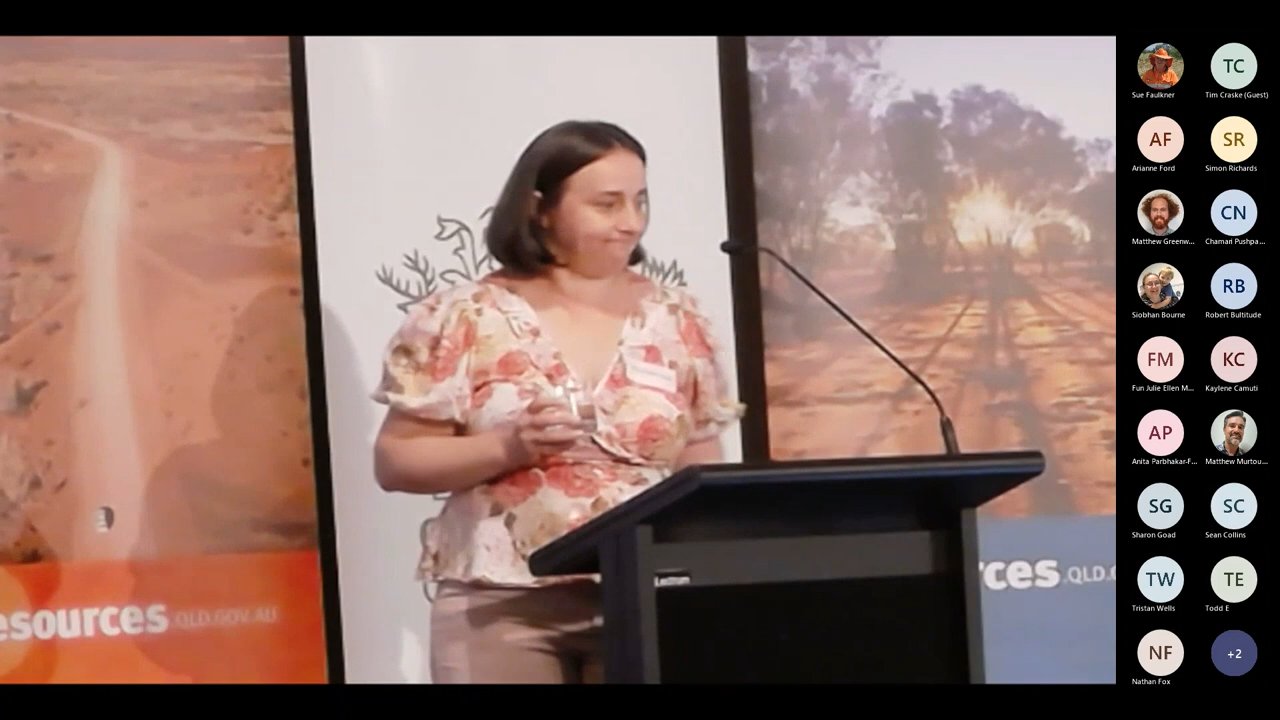 esources.QLD.GOV.AU
Lectrum
rces.QLD.G
Sue Faulkner
TC
Tim Craske (Guest)
AF
Arianne Ford
SR
Simon Richards
Matthew Greenw...
CN
Chamari Pushpa...
Siobhan Bourne
RB
Robert Bultitude
FM
Fun Julie Ellen M...
KC
Kaylene Camuti
AP
Anita Parbhakar-F...
Matthew Murtou...
SG
Sharon Goad
SC
Sean Collins
TW
Tristan Wells
TE
Todd E
NF
Nathan Fox
+2